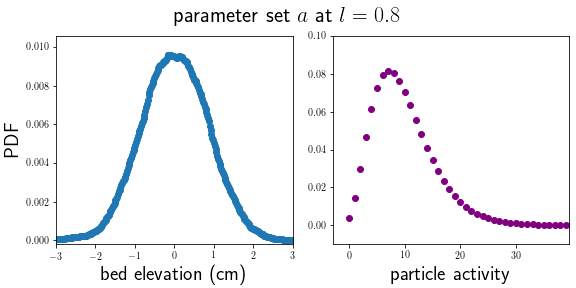 parameter set a at l = 0.8
PDF
0.010
0.008
0.006
0.004
0.002
0.000
−3 −2 −1 0 1 2 3
bed elevation (cm)
0.10
0.08
0.06
0.04
0.02
0.00
0 10 20 30
particle activity